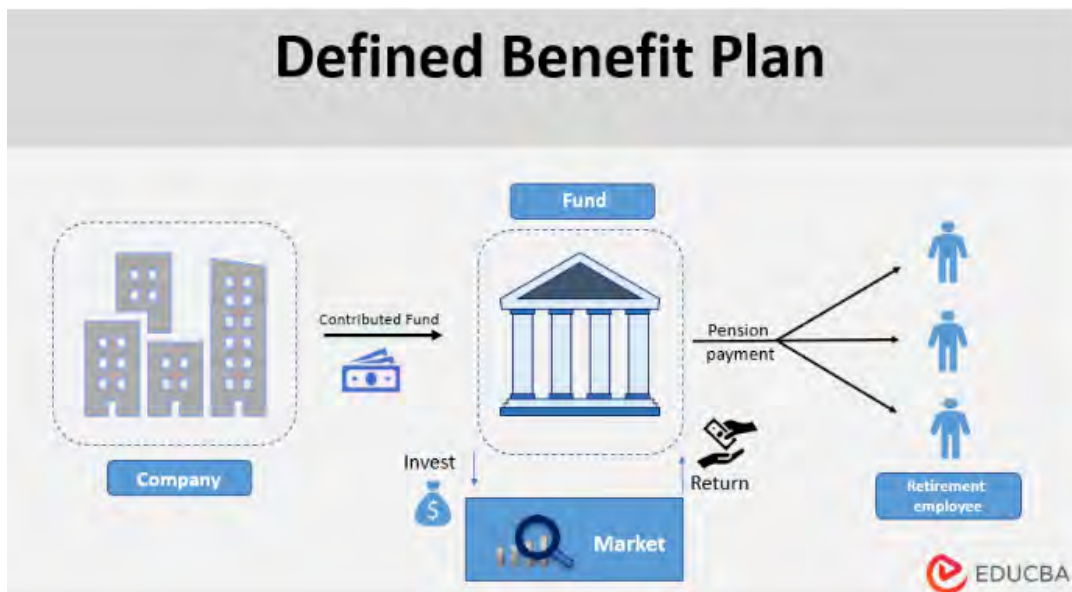 Defined Benefit Plan
Fund
Contributed Fund
Pension
payment
Invest
Return
Company
Market
Retirement
employee
EDUCBA